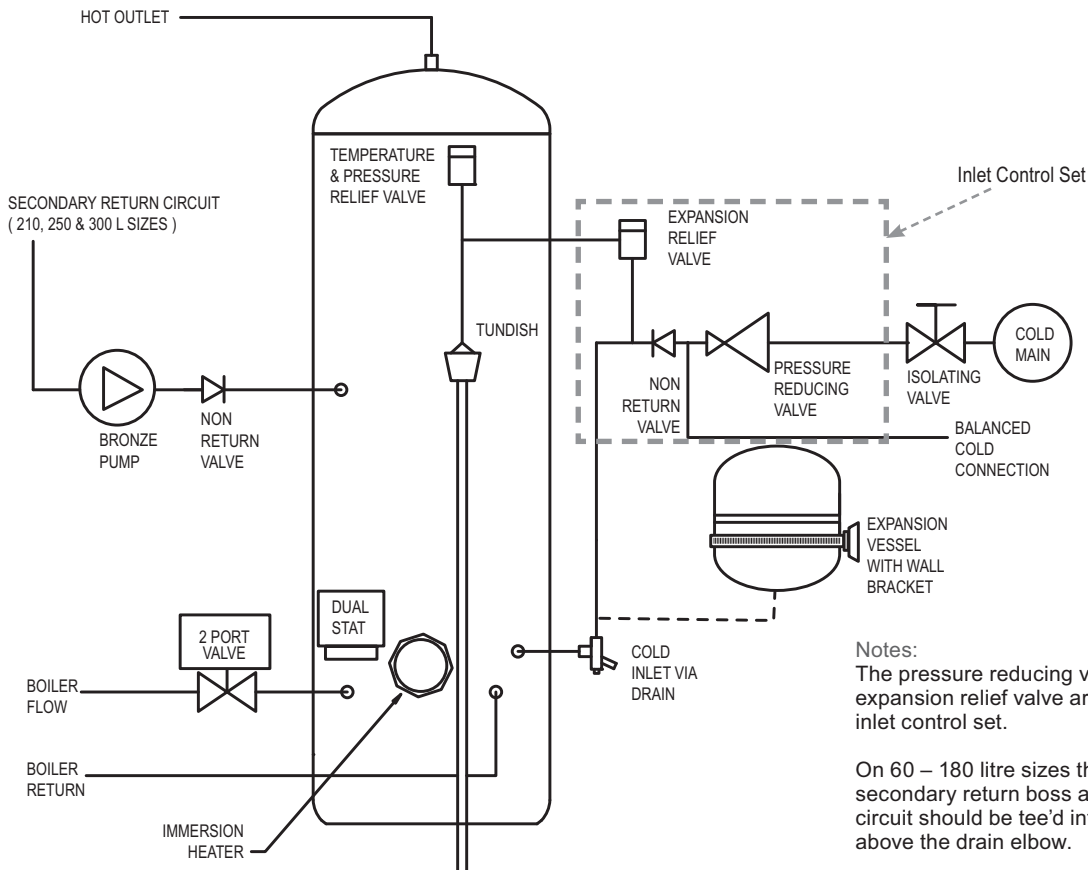 HOT OUTLET
TEMPERATURE
& PRESSURE
RELIEF VALVE
Inlet Control Set
SECONDARY RETURN CIRCUIT
( 210, 250 & 300 L SIZES )
EXPANSION
RELIEF
VALVE
TUNDISH
COLD
MAIN
PRESSURE
REDUCING
VALVE
ISOLATING
VALVE
NON
RETURN
VALVE
BRONZE
PUMP
NON
RETURN
VALVE
BALANCED
COLD
CONNECTION
EXPANSION
VESSEL
WITH WALL
BRACKET
DUAL
STAT
2 PORT
VALVE
COLD
INLET VIA
DRAIN
BOILER
FLOW
BOILER
RETURN
IMMERSION
HEATER
Notes:
The pressure reducing
expansion relief valve
inlet control set.
On 60 – 180 litre sizes
secondary return boss
circuit should be tee'd
above the drain elbow.